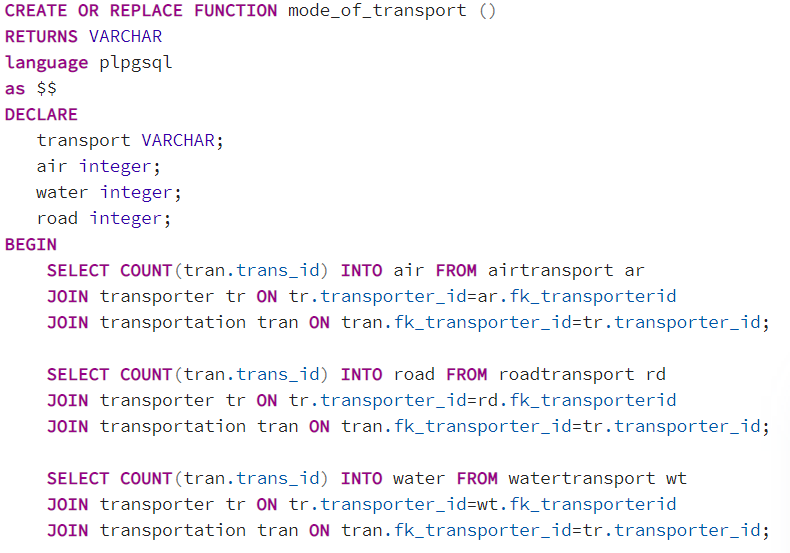 CREATE OR REPLACE FUNCTION mode_of_transport ()
RETURNS VARCHAR
language plpgsql
as $$
DECLARE
transport VARCHAR;
air integer;
water integer;
road integer;
BEGIN
SELECT COUNT(tran.trans_id) INTO air FROM airtransport ar
JOIN transporter tr ON tr.transporter_id=ar.fk_transporterid
JOIN transportation tran ON tran.fk_transporter_id=tr.transporter_id;
SELECT COUNT(tran.trans_id) INTO road FROM roadtransport rd
JOIN transporter tr ON tr.transporter_id=rd.fk_transporterid
JOIN transportation tran ON tran.fk_transporter_id=tr.transporter_id;
SELECT COUNT(tran.trans_id) INTO water FROM watertransport wt
JOIN transporter tr ON tr.transporter_id=wt.fk_transporterid
JOIN transportation tran ON tran.fk_transporter_id=tr.transporter_id;